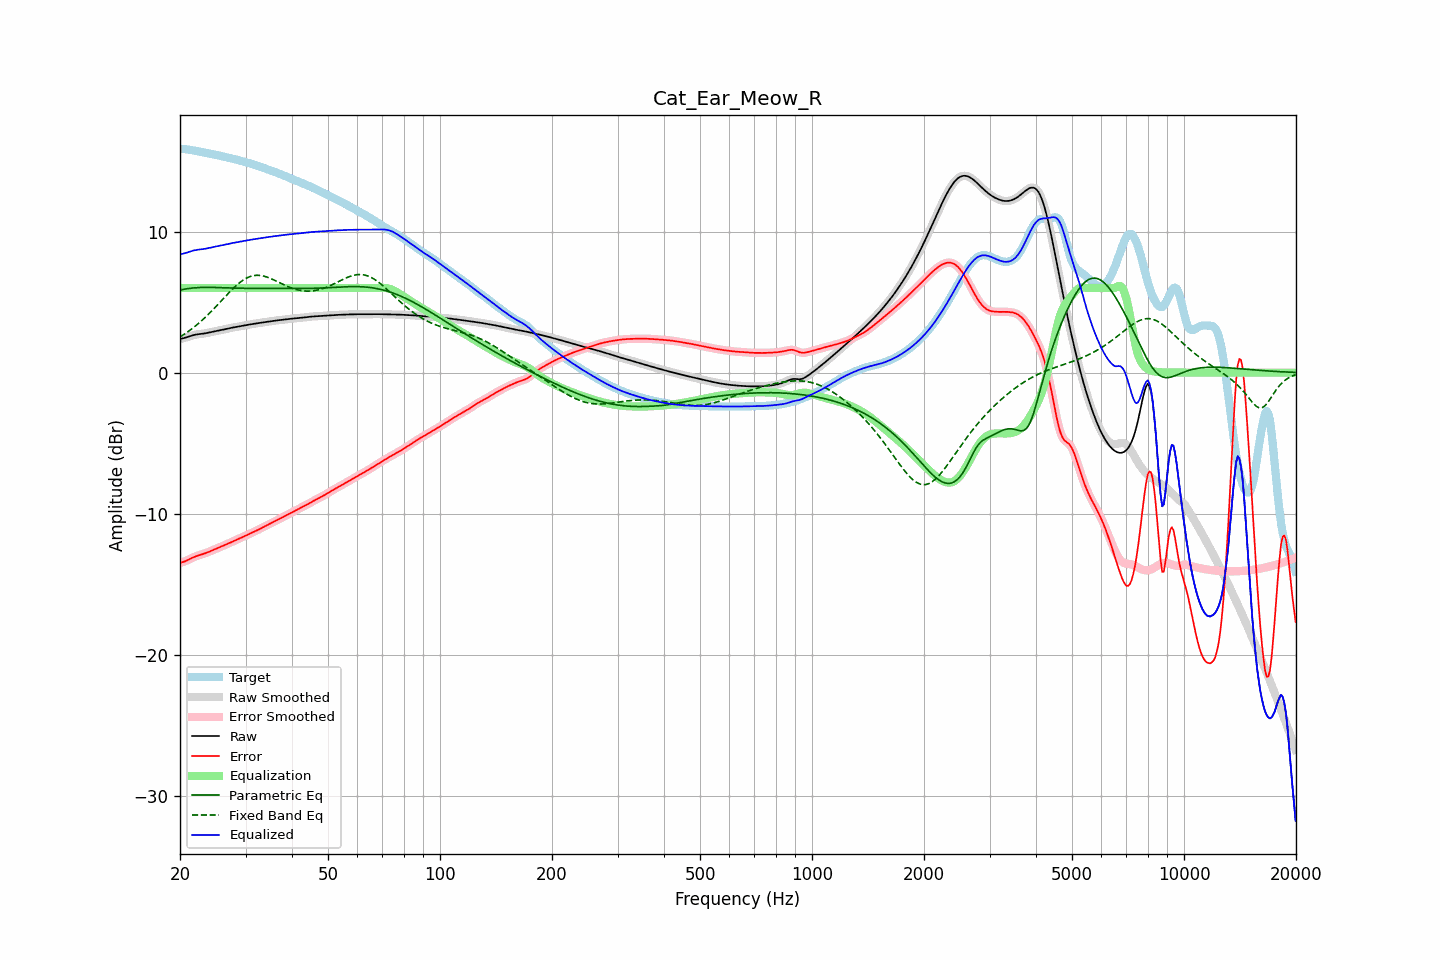 Cat_Ear_Meow_R
Amplitude (dBr)
10
0
−10
−20
−30
Target
Raw Smoothed
Error Smoothed
Raw
Error
Equalization
Parametric Eq
Fixed Band Eq
Equalized
20 50 100 200 500 1000 2000 5000 10000 20000
Frequency (Hz)